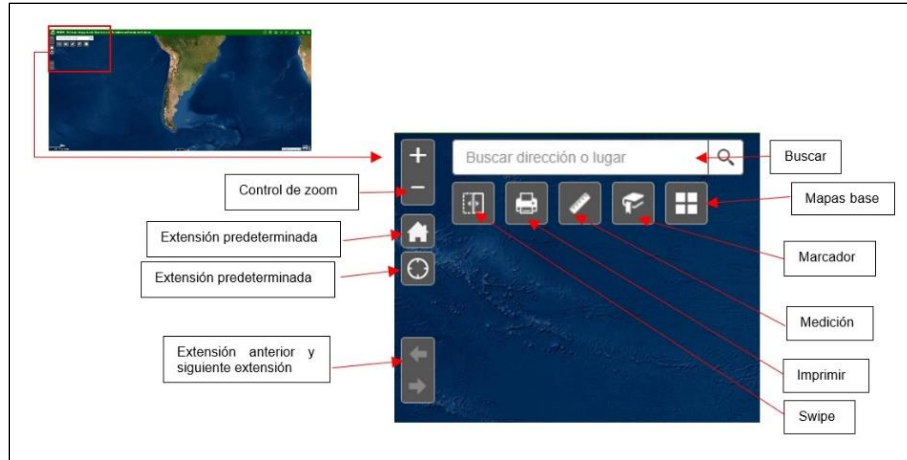 Buscar dirección o lugar
Buscar
Control de zoom
Mapas base
Extensión predeterminada
Marcador
Extensión predeterminada
Medición
Extensión anterior y
siguiente extensión
Imprimir
Swipe